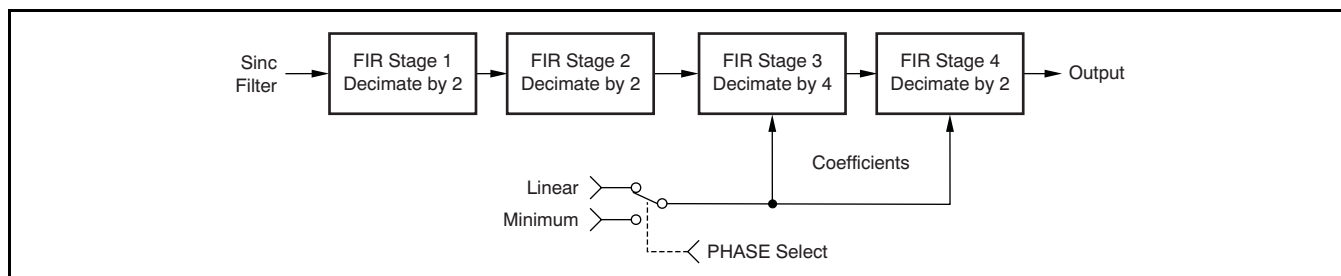 Sinc
Filter
FIR Stage 1
Decimate by 2
FIR Stage 2
Decimate by 2
FIR Stage 3
Decimate by 4
FIR Stage 4
Decimate by 2
Output
Coefficients
Linear
Minimum
PHASE Select